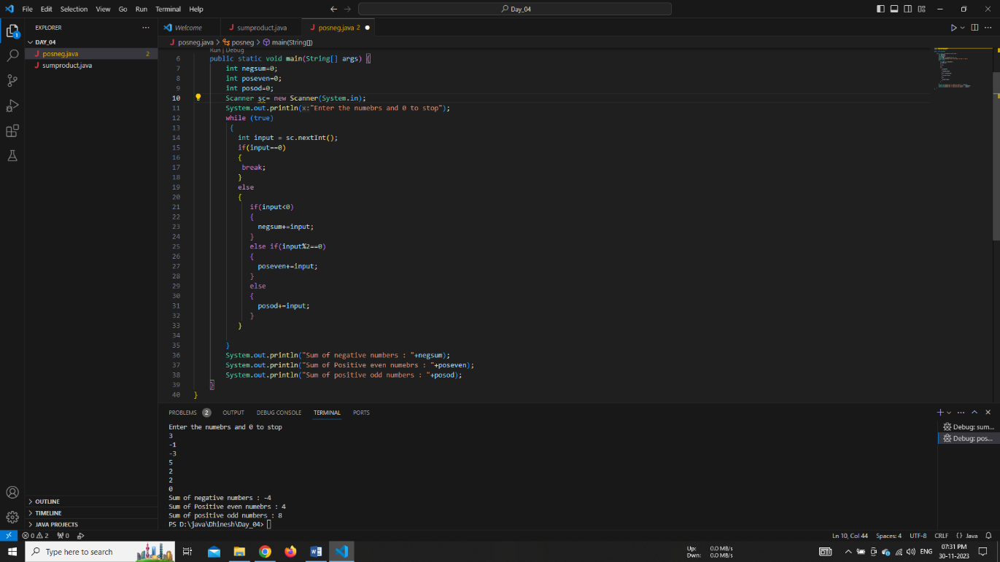 File Edit Selection View Go Run Terminal Help Day_04
EXPLORER
Welcome sumproduct.java posneg.java 2
DAY_04
posneg.java 2
sumproduct.java
posneg.java > posneg > main(String[])
Run | Debug
6 public static void main(String[] args) {
7 int negsum=0;
8 int poseven=0;
9 int posod=0;
10 Scanner sc= new Scanner(System.in);
11 System.out.println(x:"Enter the numebrs and 0 to stop");
12 while (true)
13 {
14 int input = sc.nextInt();
15 if(input==0)
16 {
17 break;
18 }
19 else
20 {
21 if(input<0)
22 {
23 negsum+=input;
24 }
25 else if(input%2==0)
26 {
27 poseven+=input;
28 }
29 else
30 {
31 posod+=input;
32 }
33 }
34
35 }
36 System.out.println("Sum of negative numbers : "+negsum);
37 System.out.println("Sum of Positive even numebrs : "+poseven);
38 System.out.println("Sum of positive odd numbers : "+posod);
39 }
40 }
PROBLEMS 2 OUTPUT DEBUG CONSOLE TERMINAL PORTS
Enter the numebrs and 0 to stop
3
-1
-3
5
2
2
0
Sum of negative numbers : -4
Sum of Positive even numebrs : 4
Sum of positive odd numbers : 8
PS D:\java\Dhinesh\Day_04>
Debug: sum...
Debug: pos...
OUTLINE
TIMELINE
JAVA PROJECTS
1
0 2 0
Ln 10, Col 44 Spaces: 4 UTF-8 CRLF {} Java
Type here to search
Up: 0.0 MB/s
Dwn: 0.0 MB/s
ENG
07:31 PM
30-11-2023